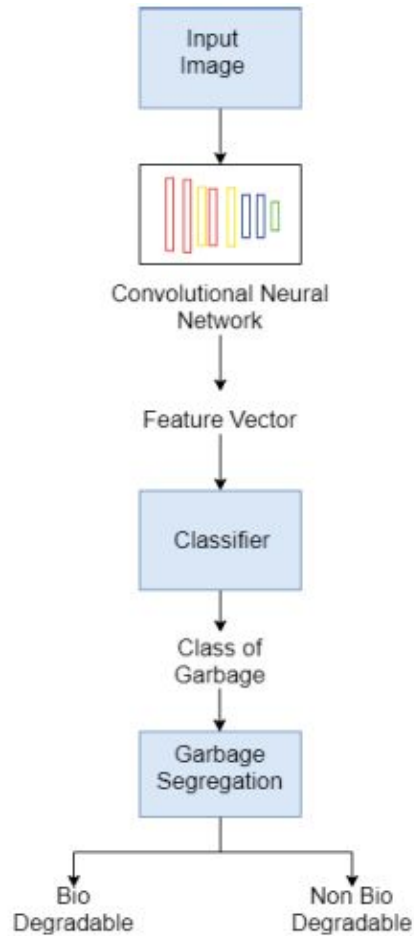 Input
Image
Convolutional Neural
Network
Feature Vector
Classifier
Class of
Garbage
Garbage
Segregation
Bio
Degradable
Non Bio
Degradable